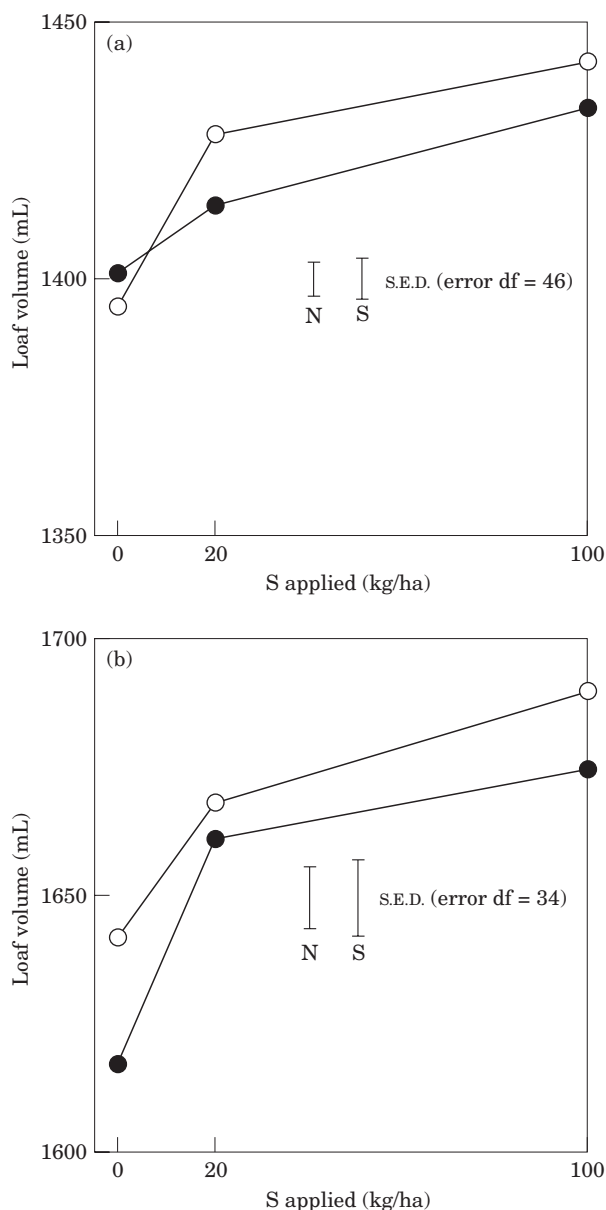 (a)
1450
1400
1350
Loaf volume (mL)
N S S.E.D. (error df = 46)
0 20 100
S applied (kg/ha)
(b)
1700
1650
1600
Loaf volume (mL)
N S S.E.D. (error df = 34)
0 20 100
S applied (kg/ha)